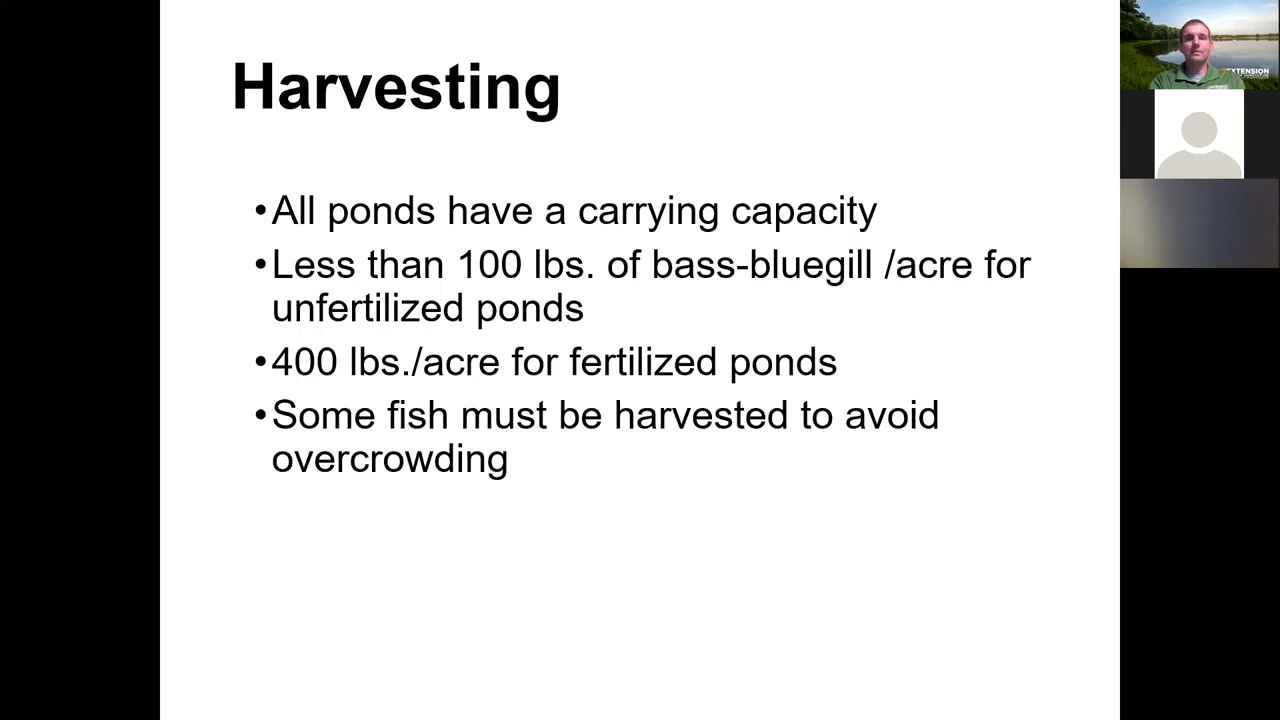 Harvesting
•All ponds have a carrying capacity
•Less than 100 lbs. of bass-bluegill /acre for
unfertilized ponds
•400 lbs./acre for fertilized ponds
•Some fish must be harvested to avoid
overcrowding
EXTENSION